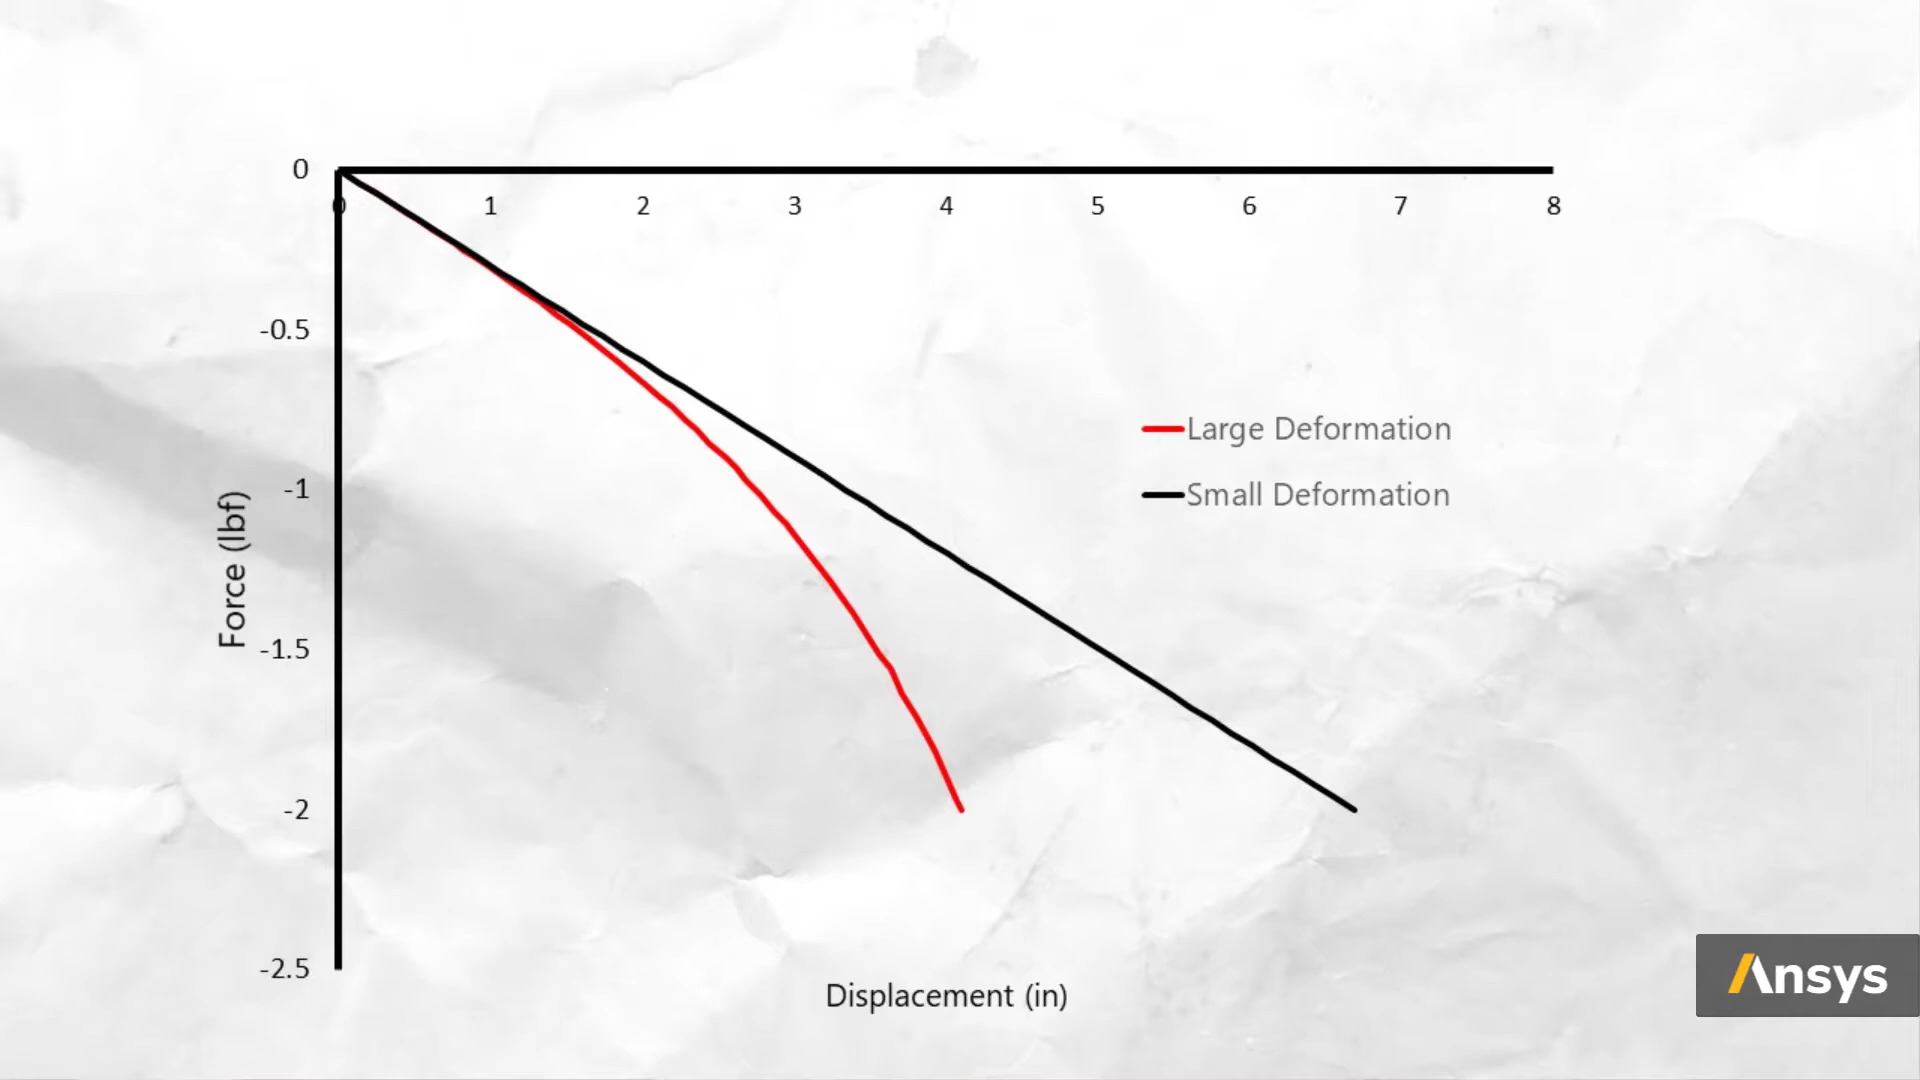 0
0 1 2 3 4 5 6 7 8
-0.5
Large Deformation
-1
Small Deformation
Force (lbf)
-1.5
-2
-2.5
Displacement (in)
Ansys